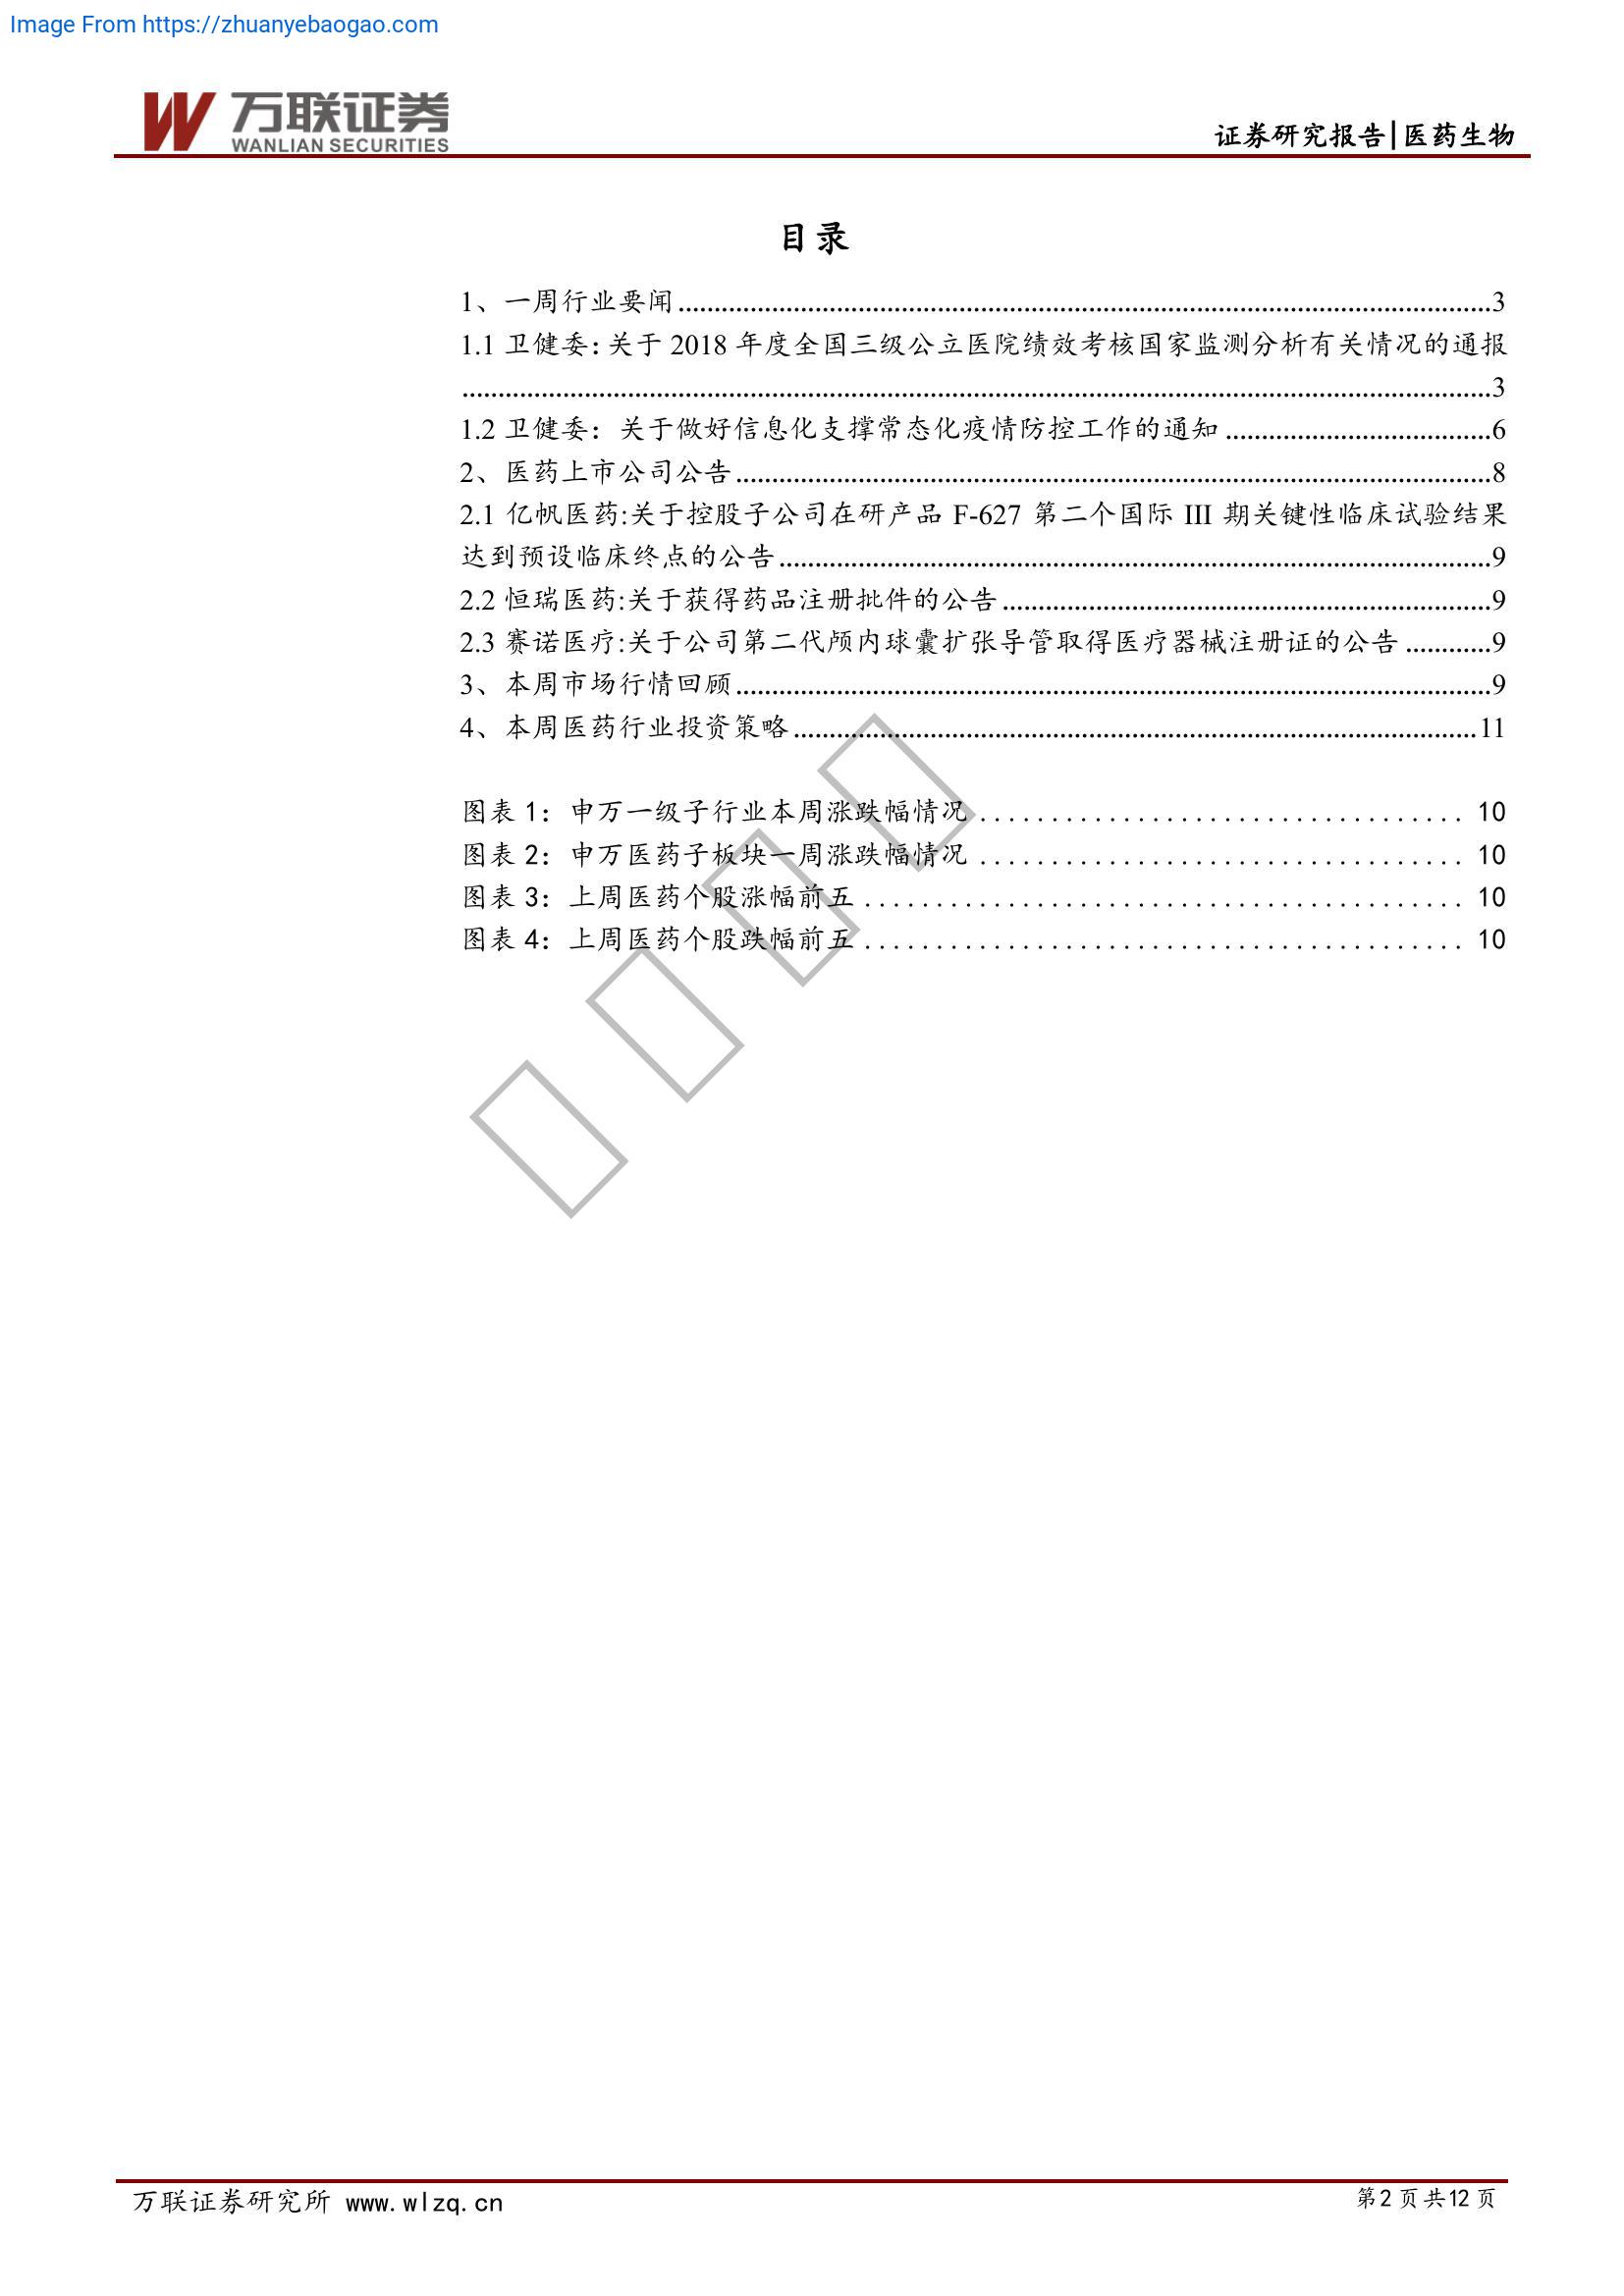 Image From https://zhuanyebaogao.com
万联证券
WANLIAN SECURITIES
证券研究报告|医药生物
目录
1、一周行业要闻................................................................3
1.1 卫健委：关于 2018 年度全国三级公立医院绩效考核国家监测分析有关情况的通报
................................................................3
1.2 卫健委：关于做好信息化支撑常态化疫情防控工作的通知................................6
2、医药上市公司公告................................................................8
2.1 亿帆医药:关于控股子公司在研产品 F-627 第二个国际 III 期关键性临床试验结果
达到预设临床终点的公告................................................................9
2.2 恒瑞医药:关于获得药品注册批件的公告................................................9
2.3 赛诺医疗:关于公司第二代颅内球囊扩张导管取得医疗器械注册证的公告............9
3、本周市场行情回顾................................................................9
4、本周医药行业投资策略................................................................11
图表 1：申万一级子行业本周涨跌幅情况.................................. 10
图表 2：申万医药子板块一周涨跌幅情况.................................. 10
图表 3：上周医药个股涨幅前五.......................................... 10
图表 4：上周医药个股跌幅前五.......................................... 10
万联证券研究所 www.wlzq.cn
第2页共12页